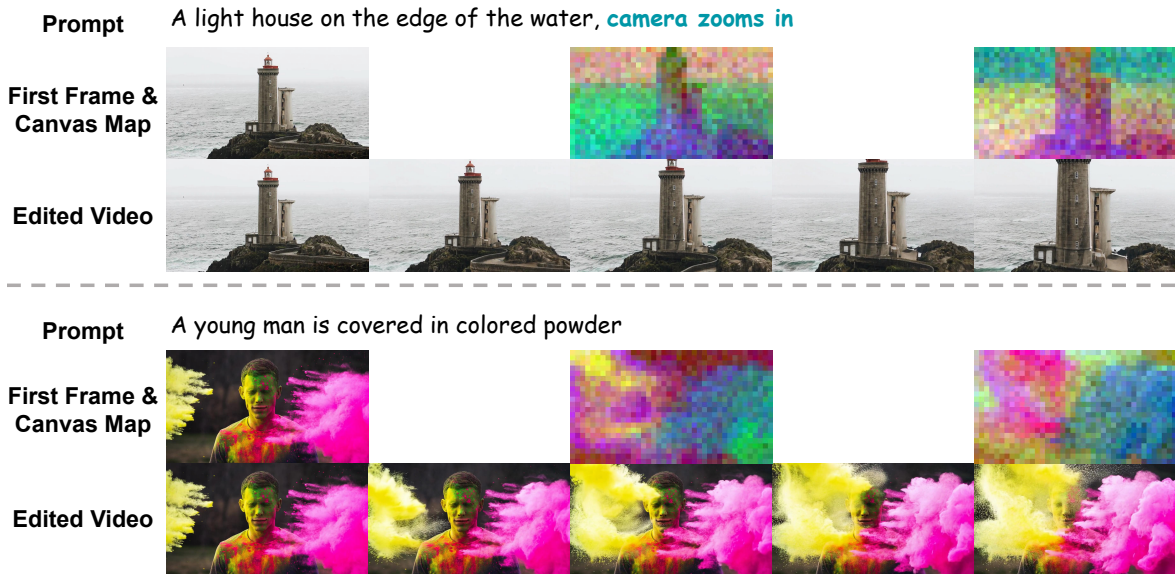 Prompt A light house on the edge of the water, camera zooms in
First Frame &
Canvas Map
Edited Video
Prompt A young man is covered in colored powder
First Frame &
Canvas Map
Edited Video